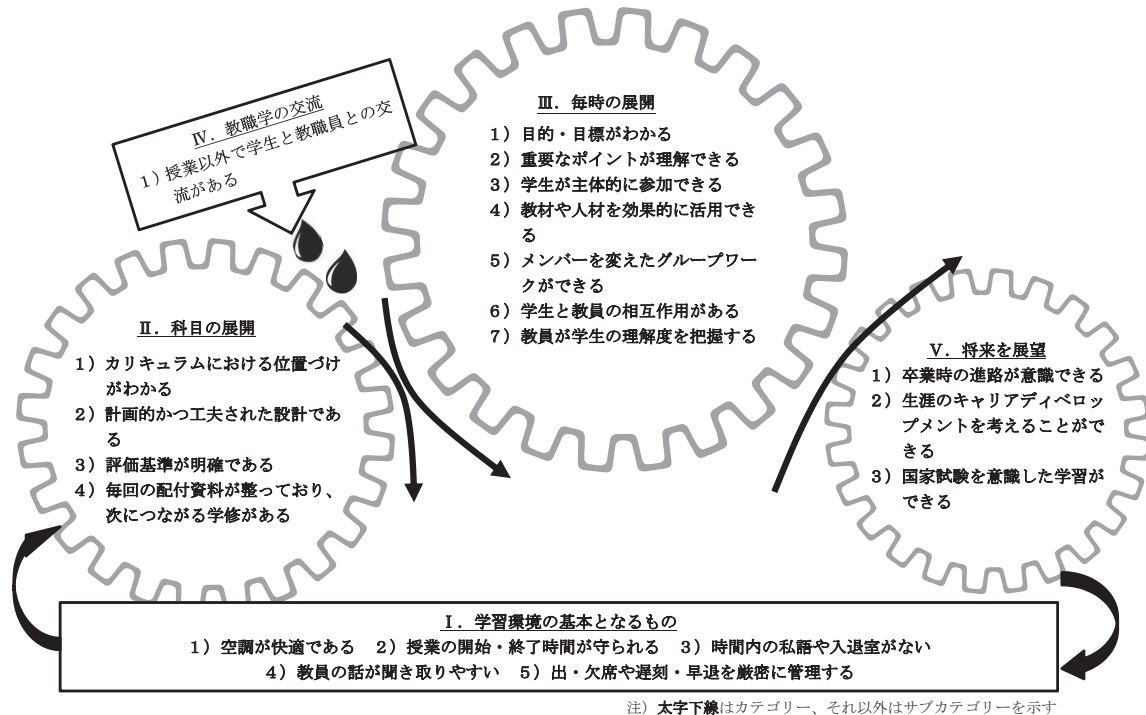 Ⅳ．教職学の交流
１）授業以外で学生と教職員との交
流がある
Ⅲ．毎時の展開
１）目的・目標がわかる
２）重要なポイントが理解できる
３）学生が主体的に参加できる
４）教材や人材を効果的に活用でき
る
５）メンバーを変えたグループワー
クができる
６）学生と教員の相互作用がある
７）教員が学生の理解度を把握する
Ⅱ．科目の展開
１）カリキュラムにおける位置づけ
がわかる
２）計画的かつ工夫された設計であ
る
３）評価基準が明確である
４）毎回の配付資料が整っており、
次につながる学修がある
Ⅴ．将来を展望
１）卒業時の進路が意識できる
２）生涯のキャリアディベロッ
プメントを考えることがで
きる
３）国家試験を意識した学習が
できる
Ⅰ．学習環境の基本となるもの
１）空調が快適である　２）授業の開始・終了時間が守られる　３）時間内の私語や入退室がない
４）教員の話が聞き取りやすい　５）出・欠席や遅刻・早退を厳密に管理する
注）太字下線はカテゴリー、それ以外はサブカテゴリーを示す